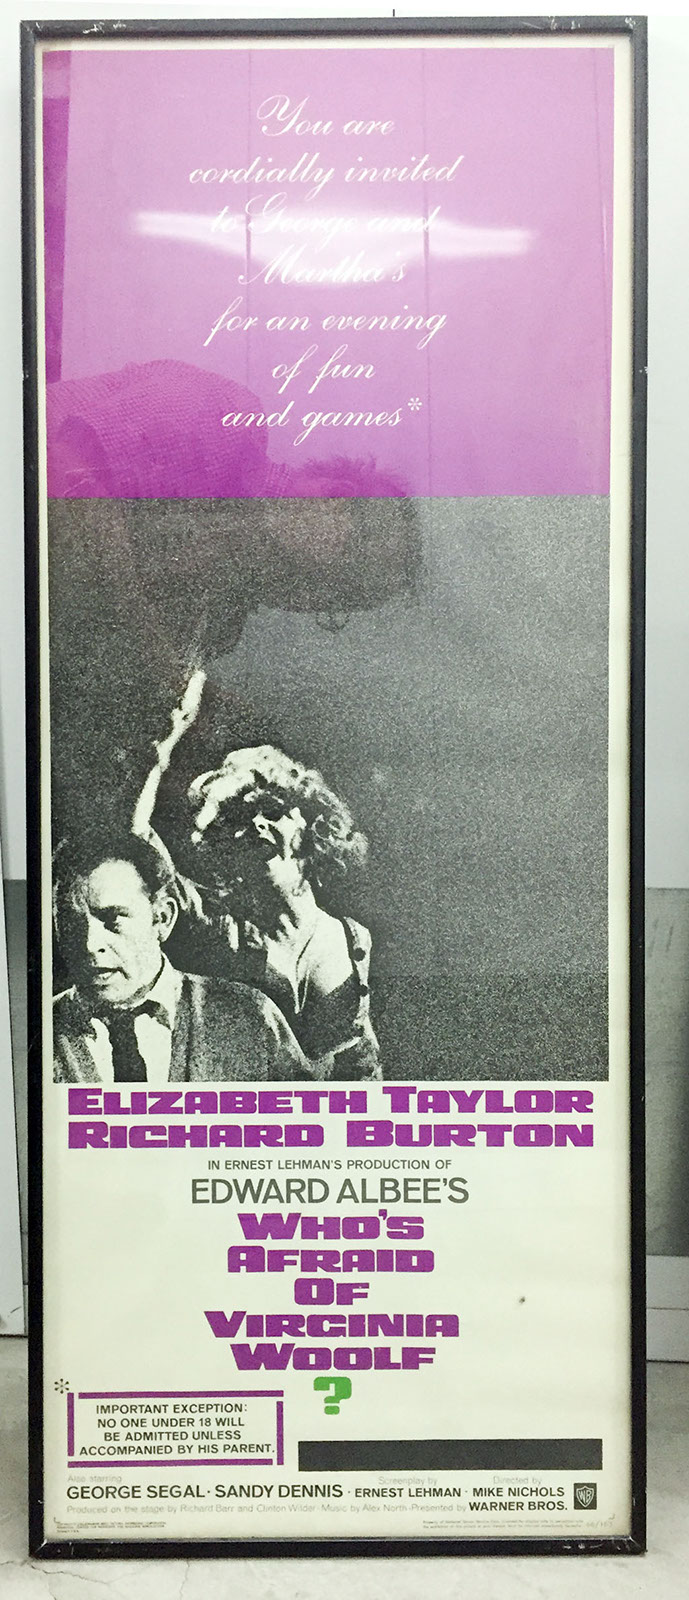 You are
cordially invited
to George and
Martha's
for an evening
of fun
and games*
ELIZABETH TAYLOR
RICHARD BURTON
IN ERNEST LEHMAN'S PRODUCTION OF
EDWARD ALBEE'S
WHO'S
AFRAID
OF
VIRGINIA
WOOLF
?
*
IMPORTANT EXCEPTION:
NO ONE UNDER 18 WILL
BE ADMITTED UNLESS
ACCOMPANIED BY HIS PARENT.
Also starring
GEORGE SEGAL · SANDY DENNIS ·
Screenplay by
ERNEST LEHMAN ·
Directed by
MIKE NICHOLS
WB
Produced on the stage by Richard Barr and Clinton Wilder · Music by Alex North · Presented by WARNER BROS.